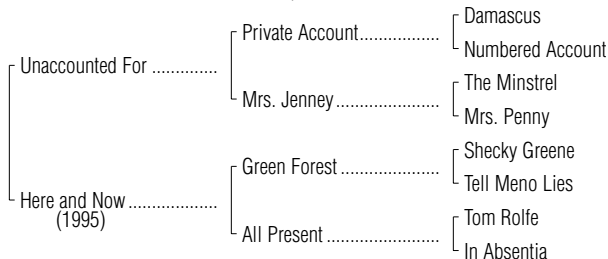 Damascus
Private Account..................
Numbered Account
Unaccounted For ..............
The Minstrel
Mrs. Jenney .......................
Mrs. Penny
Shecky Greene
Green Forest ......................
Tell Meno Lies
Here and Now ...................
(1995)
Tom Rolfe
All Present .........................
In Absentia